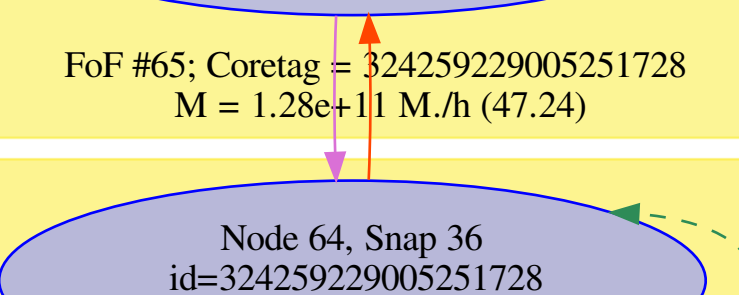 FoF #65; Coretag = 324259229005251728
M = 1.28e+11 M./h (47.24)
Node 64, Snap 36
id=324259229005251728